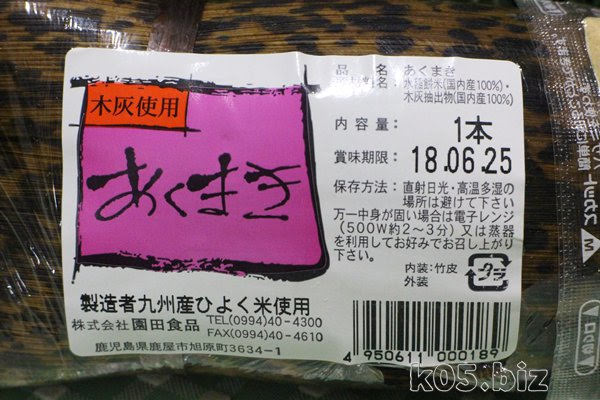 木灰使用
あくまき
製造者九州産ひよく米使用
株式会社 園田食品
TEL(0994)40-4300
FAX(0994)40-4610
鹿児島県鹿屋市旭原町3634-1
品名：あくまき
原材料名：水稲餅米(国内産100%)・
木灰抽出物(国内産100%)
内容量：1本
賞味期限：18.06.25
保存方法：直射日光・高温多湿の
場所は避けて下さい
万一中身が固い場合は電子レンジ
(500W約2〜3分)又は蒸器
を利用してお好みでお召し上がり
下さい。
内装：竹皮
外装
プラ
4 950611 000189
k05.biz